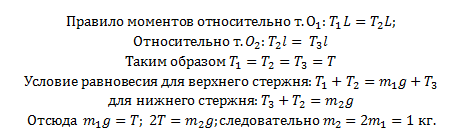 Правило моментов относительно т. O₁: T₁L = T₂L;
Относительно т. O₂: T₂l = T₃l
Таким образом T₁ = T₂ = T₃ = T
Условие равновесия для верхнего стержня: T₁ + T₂ = m₁g + T₃
для нижнего стержня: T₃ + T₂ = m₂g
Отсюда m₁g = T; 2T = m₂g; следовательно m₂ = 2m₁ = 1 кг.